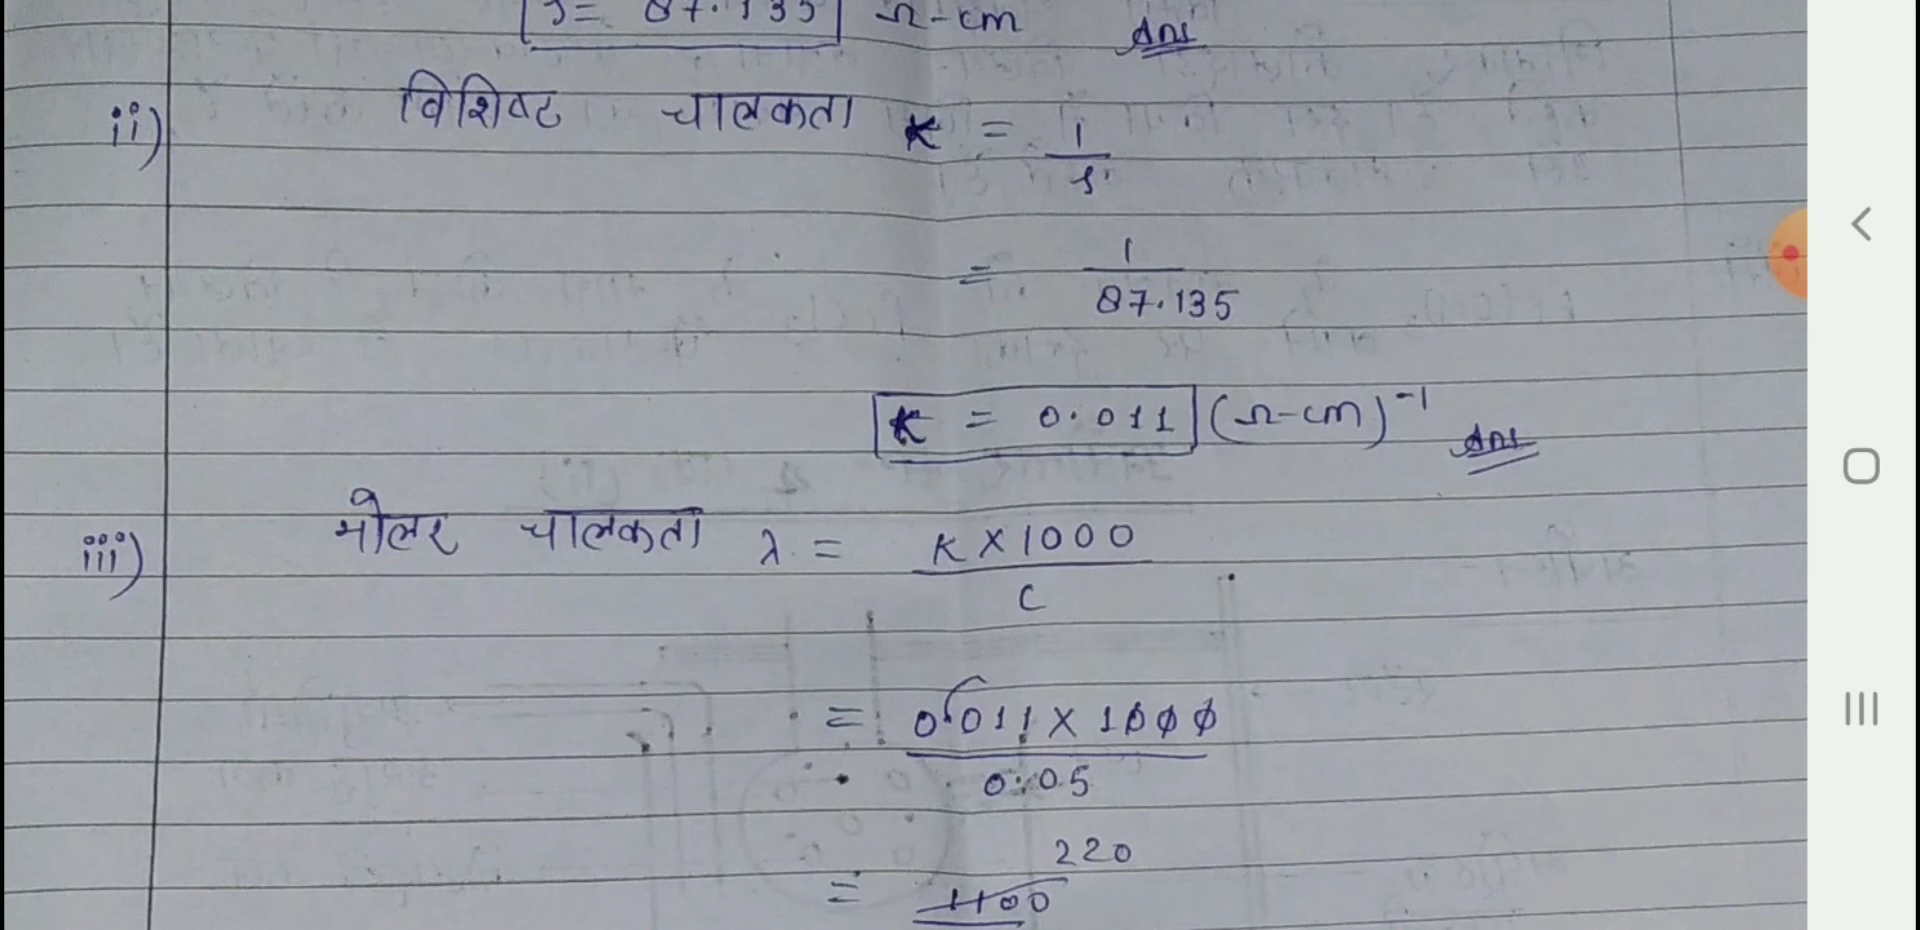 ρ = 87.135 Ω-cm Ans
ii) विशिष्ट चालकता K = 1/ρ
= 1/87.135
K = 0.011 (Ω-cm)⁻¹ Ans
iii) मोलर चालकता λ = K×1000/C
= 0.011 × 1000
0.05
220
= 1100